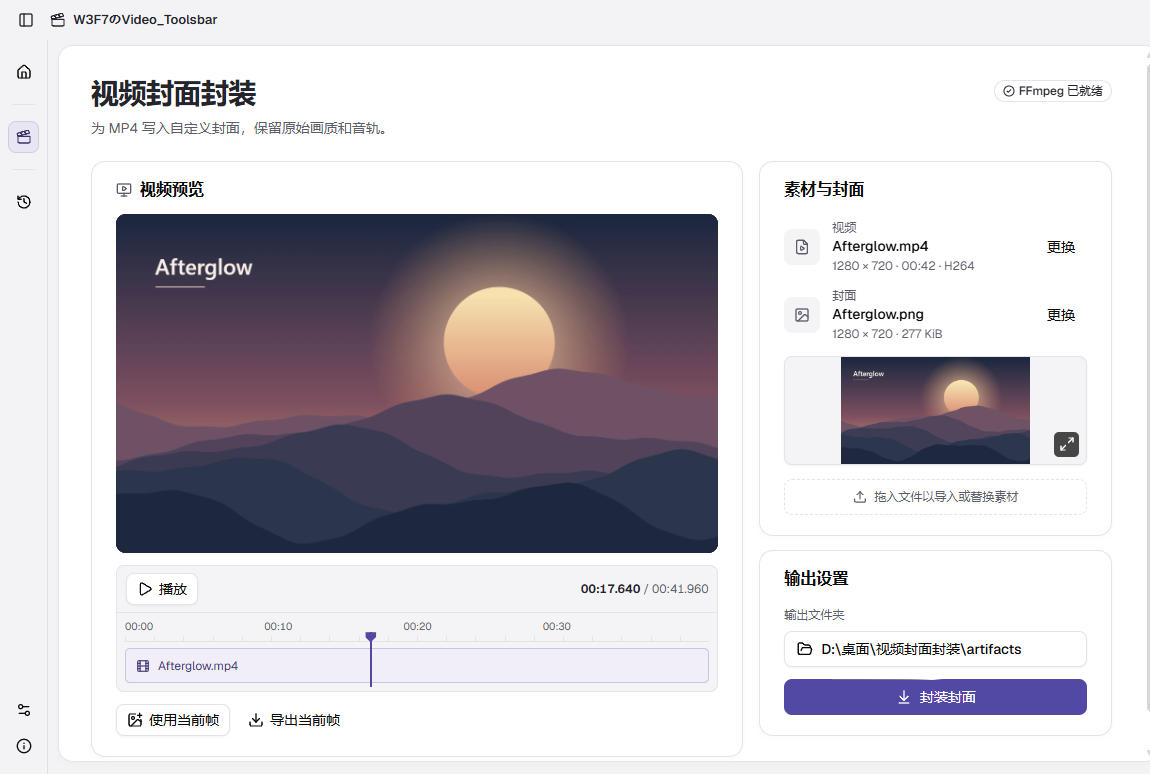 W3F7のVideo_Toolsbar
视频封面封装
FFmpeg 已就绪
为 MP4 写入自定义封面，保留原始画质和音轨。
视频预览
Afterglow
播放
00:17.640 / 00:41.960
00:00 00:10 00:20 00:30
Afterglow.mp4
使用当前帧 导出当前帧
素材与封面
视频
Afterglow.mp4
更换
1280 × 720 · 00:42 · H264
封面
Afterglow.png
更换
1280 × 720 · 277 KiB
Afterglow
拖入文件以导入或替换素材
输出设置
输出文件夹
D:\桌面\视频封面封装\artifacts
封装封面